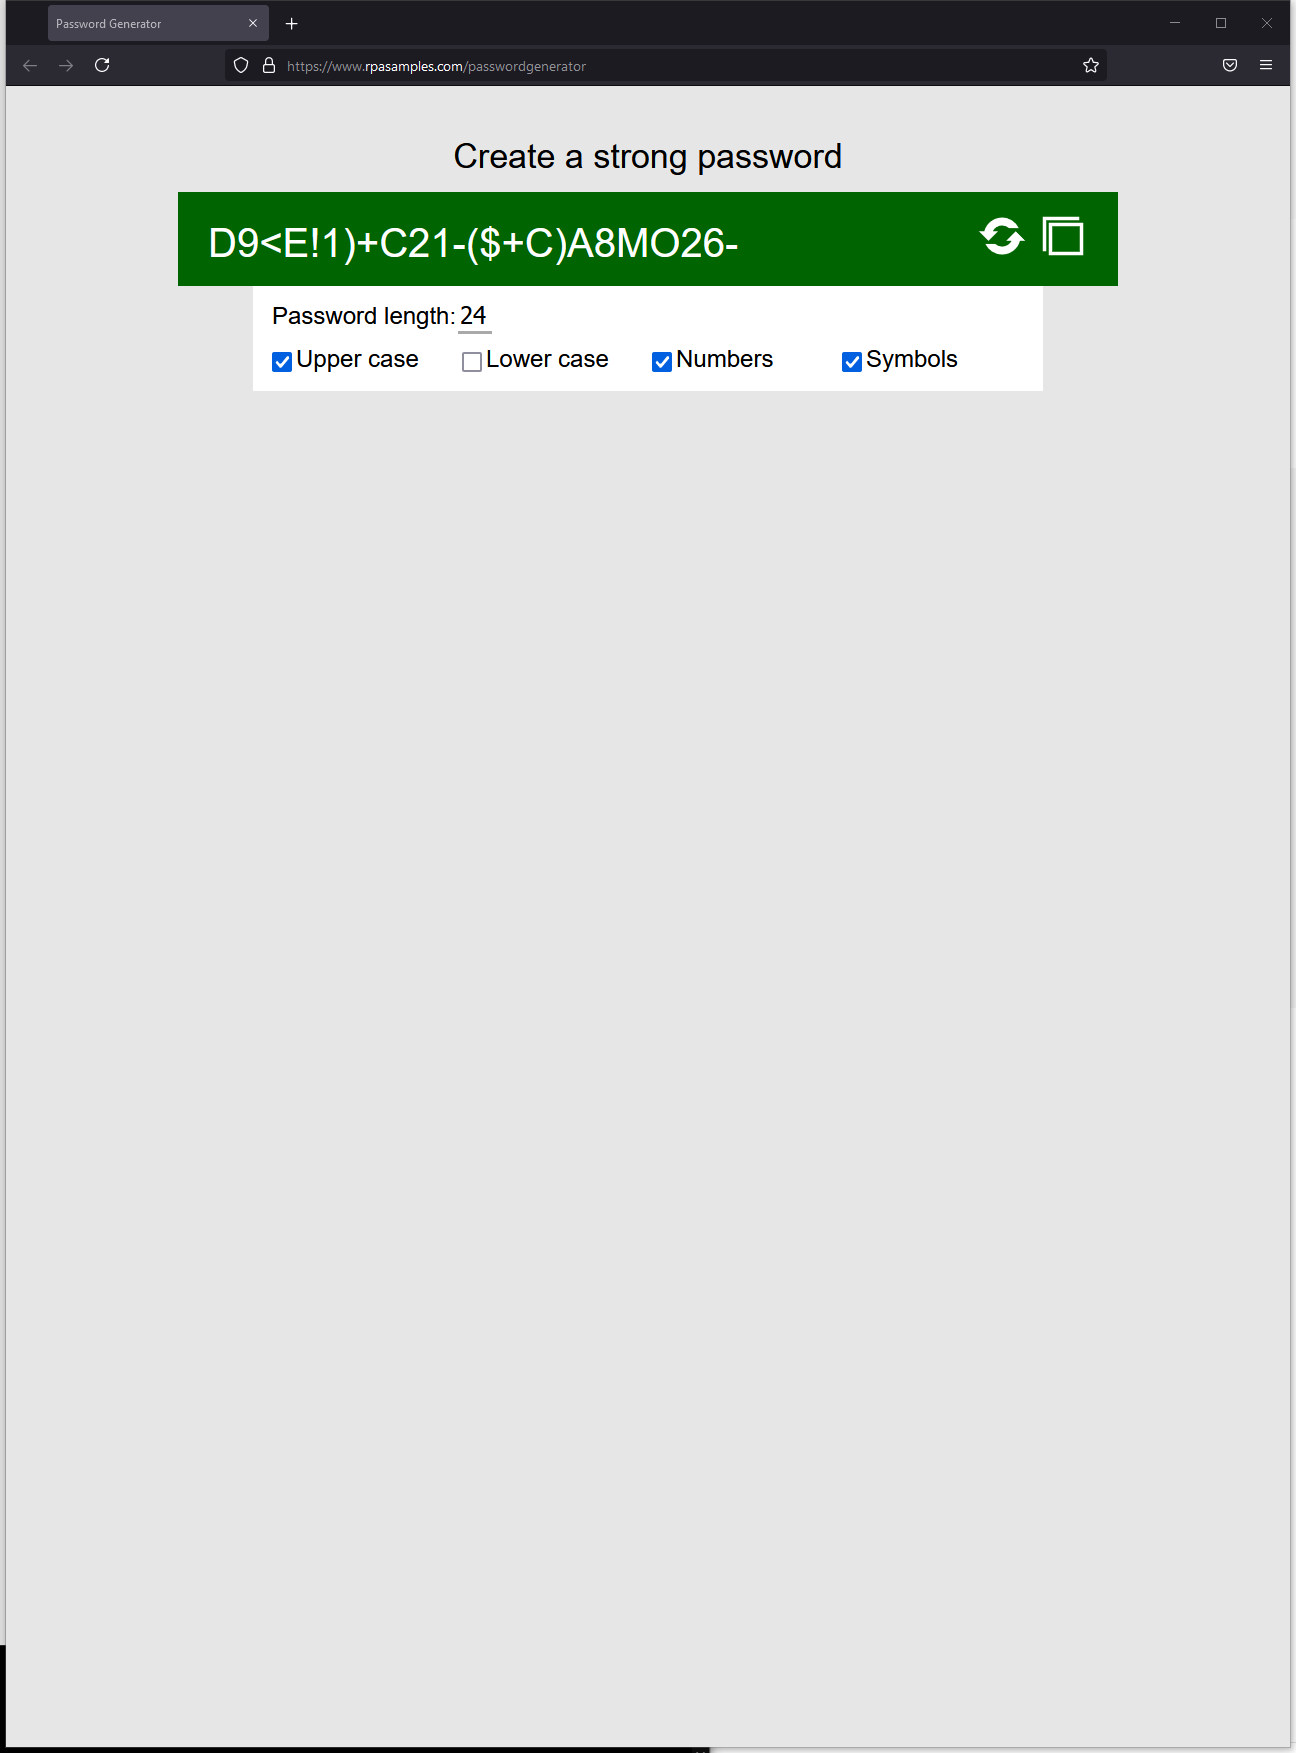 Password Generator
https://www.rpasamples.com/passwordgenerator
Create a strong password
D9<E!1)+C21-($+C)A8MO26-
Password length: 24
Upper case Lower case Numbers Symbols